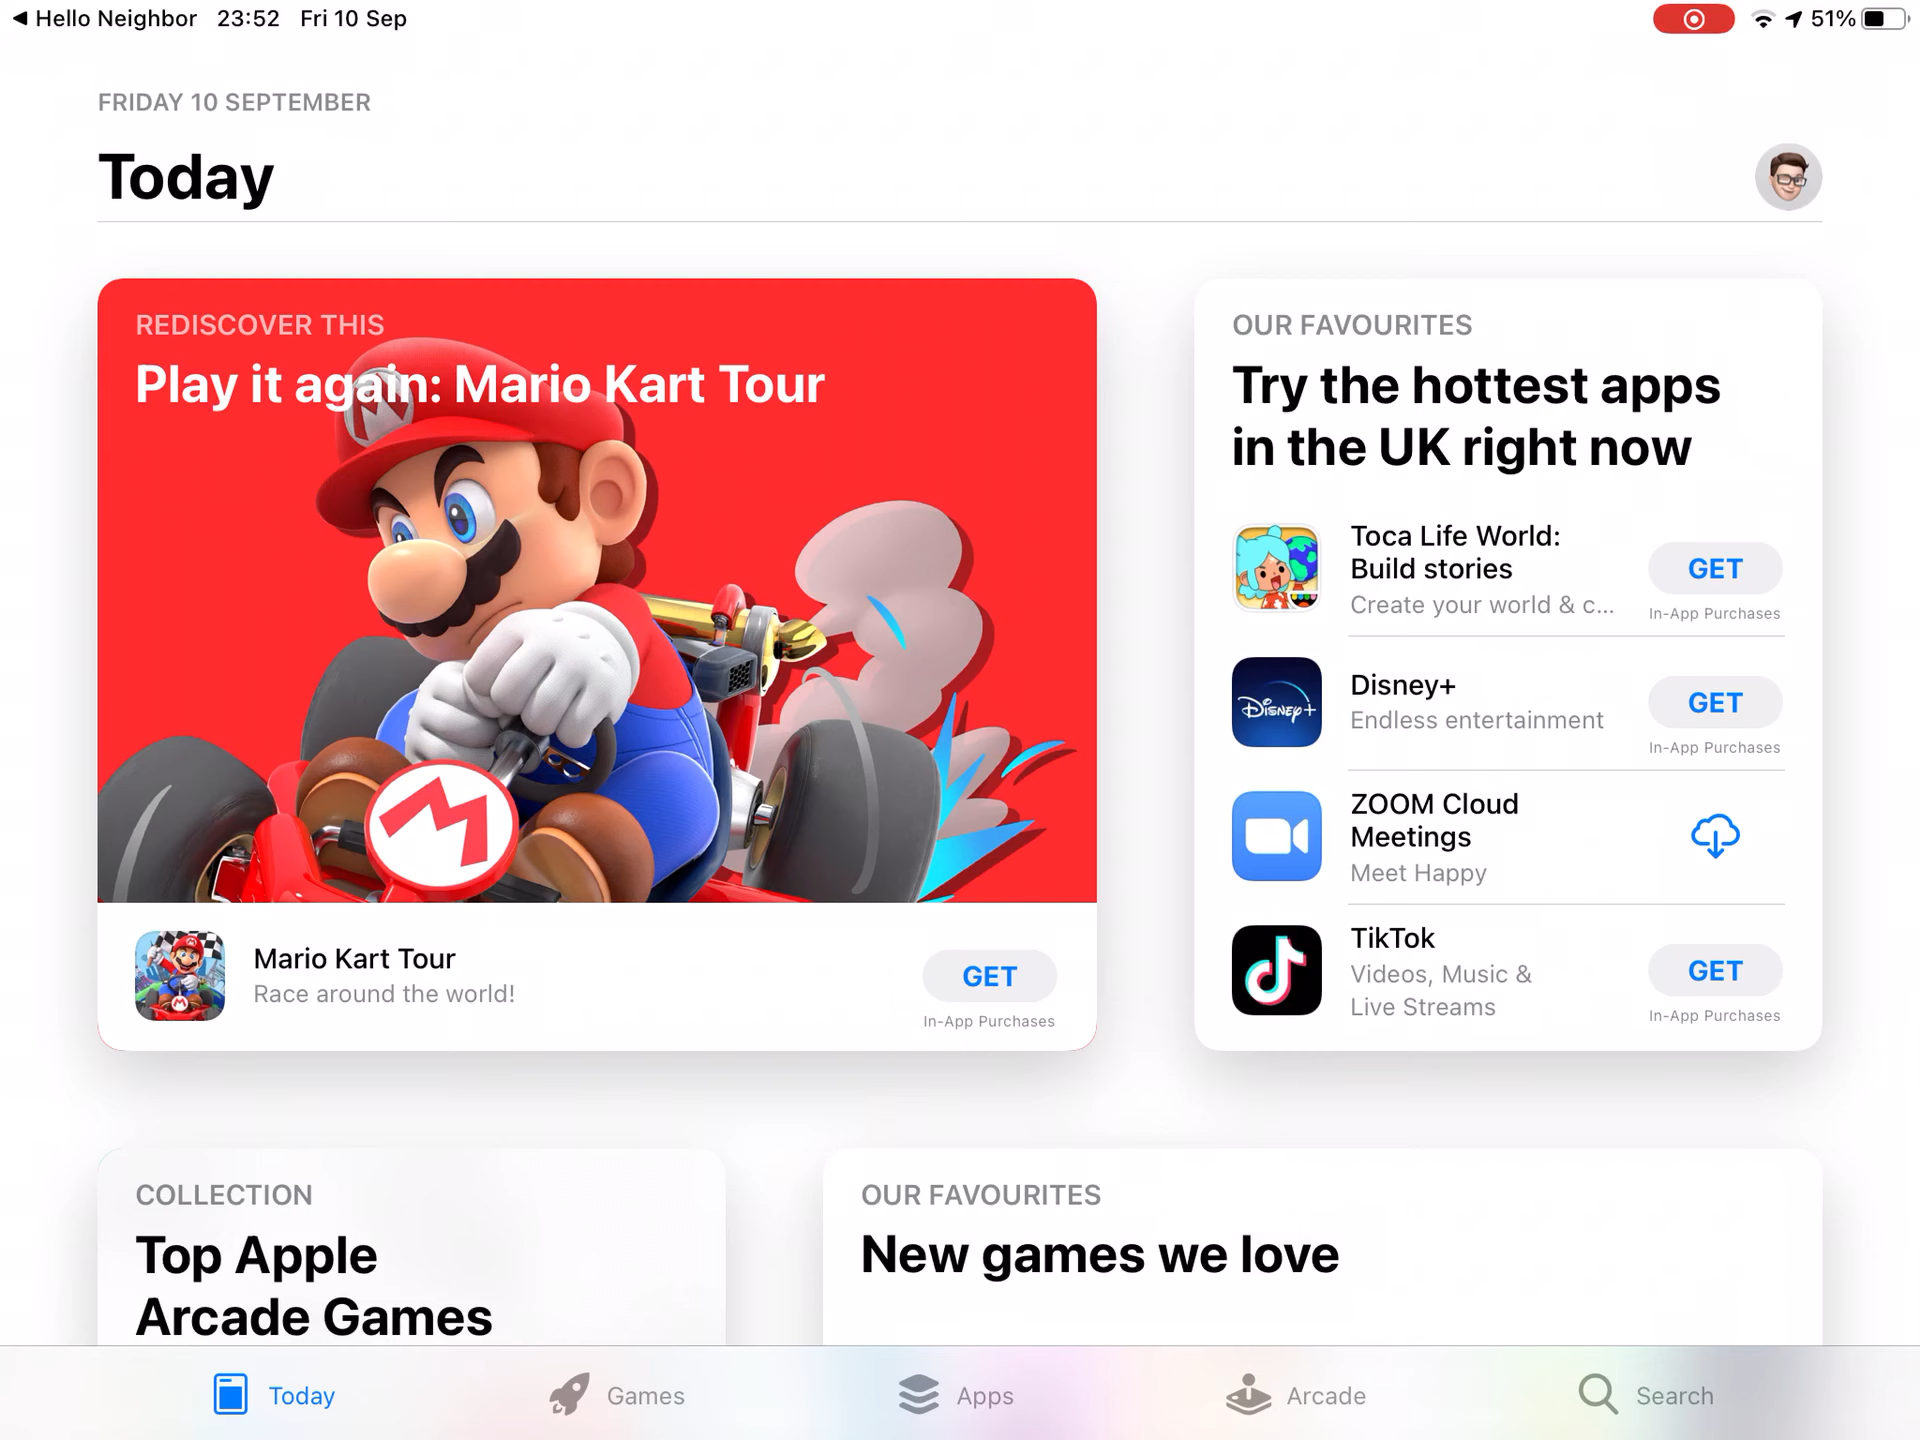 Hello Neighbor 23:52 Fri 10 Sep
51%
FRIDAY 10 SEPTEMBER
Today
REDISCOVER THIS
Play it again: Mario Kart Tour
M
M
Mario Kart Tour
Race around the world!
GET
In-App Purchases
OUR FAVOURITES
Try the hottest apps
in the UK right now
Toca Life World:
Build stories
Create your world & c...
GET
In-App Purchases
Disney+
Disney+
Endless entertainment
GET
In-App Purchases
ZOOM Cloud
Meetings
Meet Happy
TikTok
Videos, Music &
Live Streams
GET
In-App Purchases
COLLECTION
Top Apple
Arcade Games
OUR FAVOURITES
New games we love
Today
Games
Apps
Arcade
Search